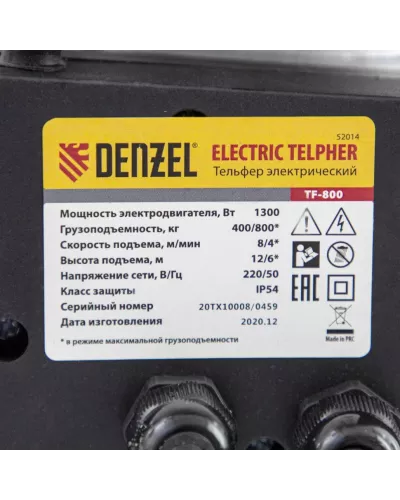 52014
DENZEL
ELECTRIC TELPHER
Тельфер электрический
TF-800
Мощность электродвигателя, Вт 1300
Грузоподъемность, кг 400/800*
Скорость подъема, м/мин 8/4*
Высота подъема, м 12/6*
Напряжение сети, В/Гц 220/50
Класс защиты IP54
Серийный номер 20TX10008/0459
Дата изготовления 2020.12
* в режиме максимальной грузоподъемности
EAC
Made in PRC